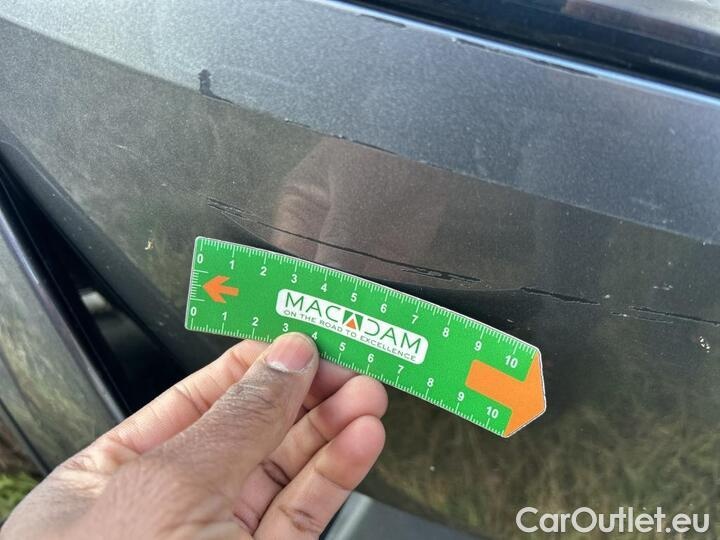 0 1 2 3 4 5 6 7 8 9 10
MACADAM
ON THE ROAD TO EXCELLENCE
0 1 2 3 4 5 6 7 8 9 10
CarOutlet.eu